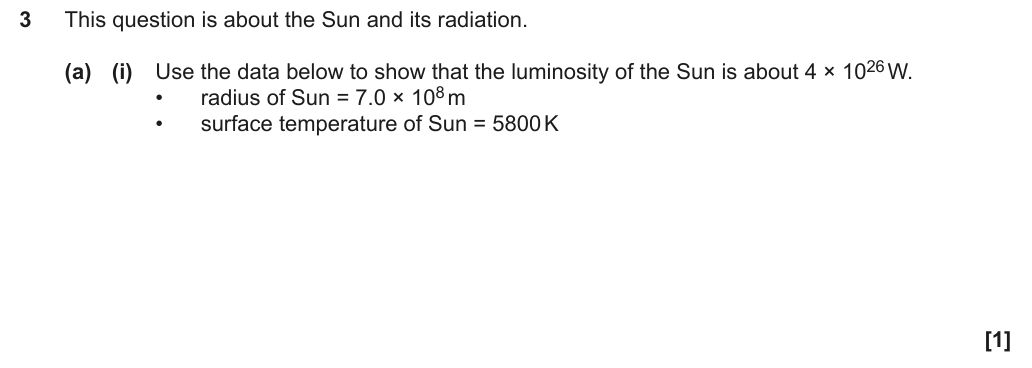 3 This question is about the Sun and its radiation.
(a) (i) Use the data below to show that the luminosity of the Sun is about 4 × 10²⁶ W.
• radius of Sun = 7.0 × 10⁸ m
• surface temperature of Sun = 5800 K
[1]